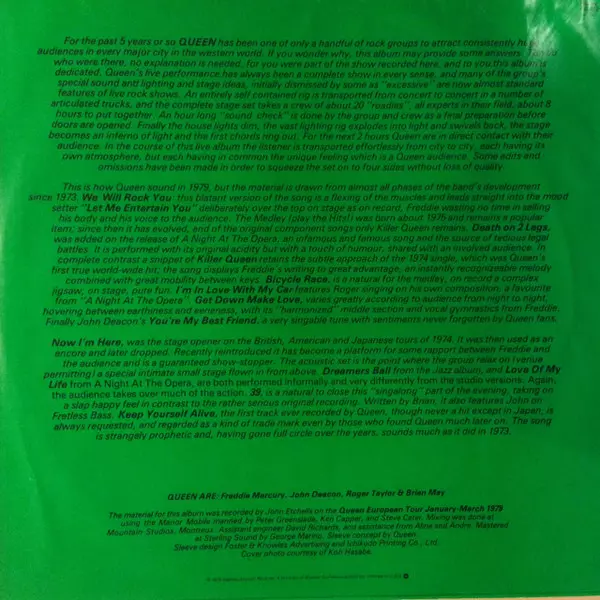 For the past 5 years or so QUEEN has been one of only a handful of rock groups to attract consistently
audiences in every major city in the western world. If you wonder why, this album may provide some answers. To
who were there, no explanation is needed, for you were part of the show recorded here, and to you this album is
dedicated. Queen's live performance has always been a complete show in every sense, and many of the group's
special sound and lighting and stage ideas, initially dismissed by some as "excessive" are now almost standard
features of live rock shows. An entirely self contained rig is transported from concert to concert in a number of
articulated trucks, and the complete stage set takes a crew of about 20 "roadies", all experts in their field, about 8
hours to put together. An hour long "sound check" is done by the group and crew as a final preparation before
doors are opened. Finally the house lights dim, the vast lighting rig explodes into light and swivels back, the stage
becomes an inferno of light and the first chords ring out. For the next 2 hours Queen are in direct contact with their
audience. In the course of this live album the listener is transported effortlessly from city to city, each having its
own atmosphere, but each having in common the unique feeling which is a Queen audience. Some edits and
omissions have been made in order to squeeze the set on to four sides without loss of quality.
This is how Queen sound in 1979, but the material is drawn from almost all phases of the band's development
since 1973. We Will Rock You this blatant version of the song is a flexing of the muscles and leads straight into the mood
setter "Let Me Entertain You" deliberately over the top on stage as on record, Freddie wasting no time in selling
his body and his voice to the audience. The Medley (play the Hits!) was born about 1975 and remains a popular
item; since then it has evolved, and of the original component songs only Killer Queen remains. Death on 2 Legs,
was added on the release of A Night At The Opera, an infamous and famous song and the source of tedious legal
battles. It is performed with its original acidity but with a touch of humour, shared with an involved audience. In
complete contrast a snippet of Killer Queen retains the subtle approach of the 1974 single, which was Queen's
first true world-wide hit; the song displays Freddie's writing to great advantage, an instantly recognizable melody
combined with great mobility between keys. Bicycle Race, is a natural for the medley, on record a complex
jigsaw, on stage, pure fun. I'm In Love With My Car features Roger singing on his own composition, a favourite
from "A Night At The Opera". Get Down Make Love, varies greatly according to audience from night to night,
hovering between earthiness and eeriness, with its "harmonized" middle section and vocal gymnastics from Freddie.
Finally John Deacon's You're My Best Friend, a very singable tune with sentiments never forgotten by Queen fans.
Now I'm Here, was the stage opener on the British, American and Japanese tours of 1974. It was then used as an
encore and later dropped. Recently reintroduced it has become a platform for some rapport between Freddie and
the audience and is a guaranteed show-stopper. The acoustic set is the point where the group relax on (venue
permitting) a special intimate small stage flown in from above. Dreamers Ball from the Jazz album, and Love Of My
Life from A Night At The Opera, are both performed informally and very differently from the studio versions. Again,
the audience takes over much of the action. 39, is a natural to close this "singalong" part of the evening, taking on
a slap happy feel in contrast to the rather serious original recording. Written by Brian, it also features John on
Fretless Bass. Keep Yourself Alive, the first track ever recorded by Queen, though never a hit except in Japan, is
always requested, and regarded as a kind of trade mark even by those who found Queen much later on. The song
is strangely prophetic and, having gone full circle over the years, sounds much as it did in 1973.
QUEEN ARE: Freddie Mercury, John Deacon, Roger Taylor & Brian May
The material for this album was recorded by John Etchells on the Queen European Tour January-March 1979
using the Manor Mobile manned by Peter Greenslade, Ken Capper, and Steve Cater. Mixing was done at
Mountain Studios, Montreux. Assistant engineer David Richards, and assistance from Aline and Andre. Mastered
at Sterling Sound by George Marino. Sleeve concept by Queen.
Sleeve design Foster & Knowles Advertising and Ichikudo Printing Co., Ltd.
Cover photo courtesy of Koh Hasebe.